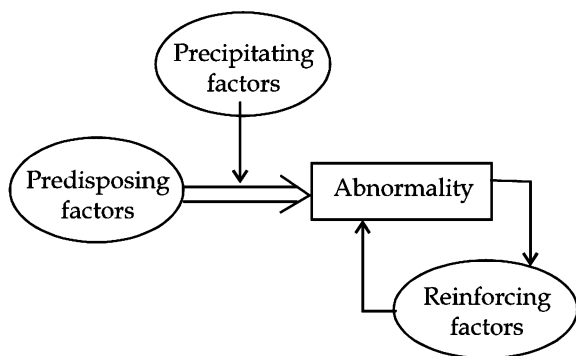 Precipitating
factors
Predisposing
factors
Abnormality
Reinforcing
factors